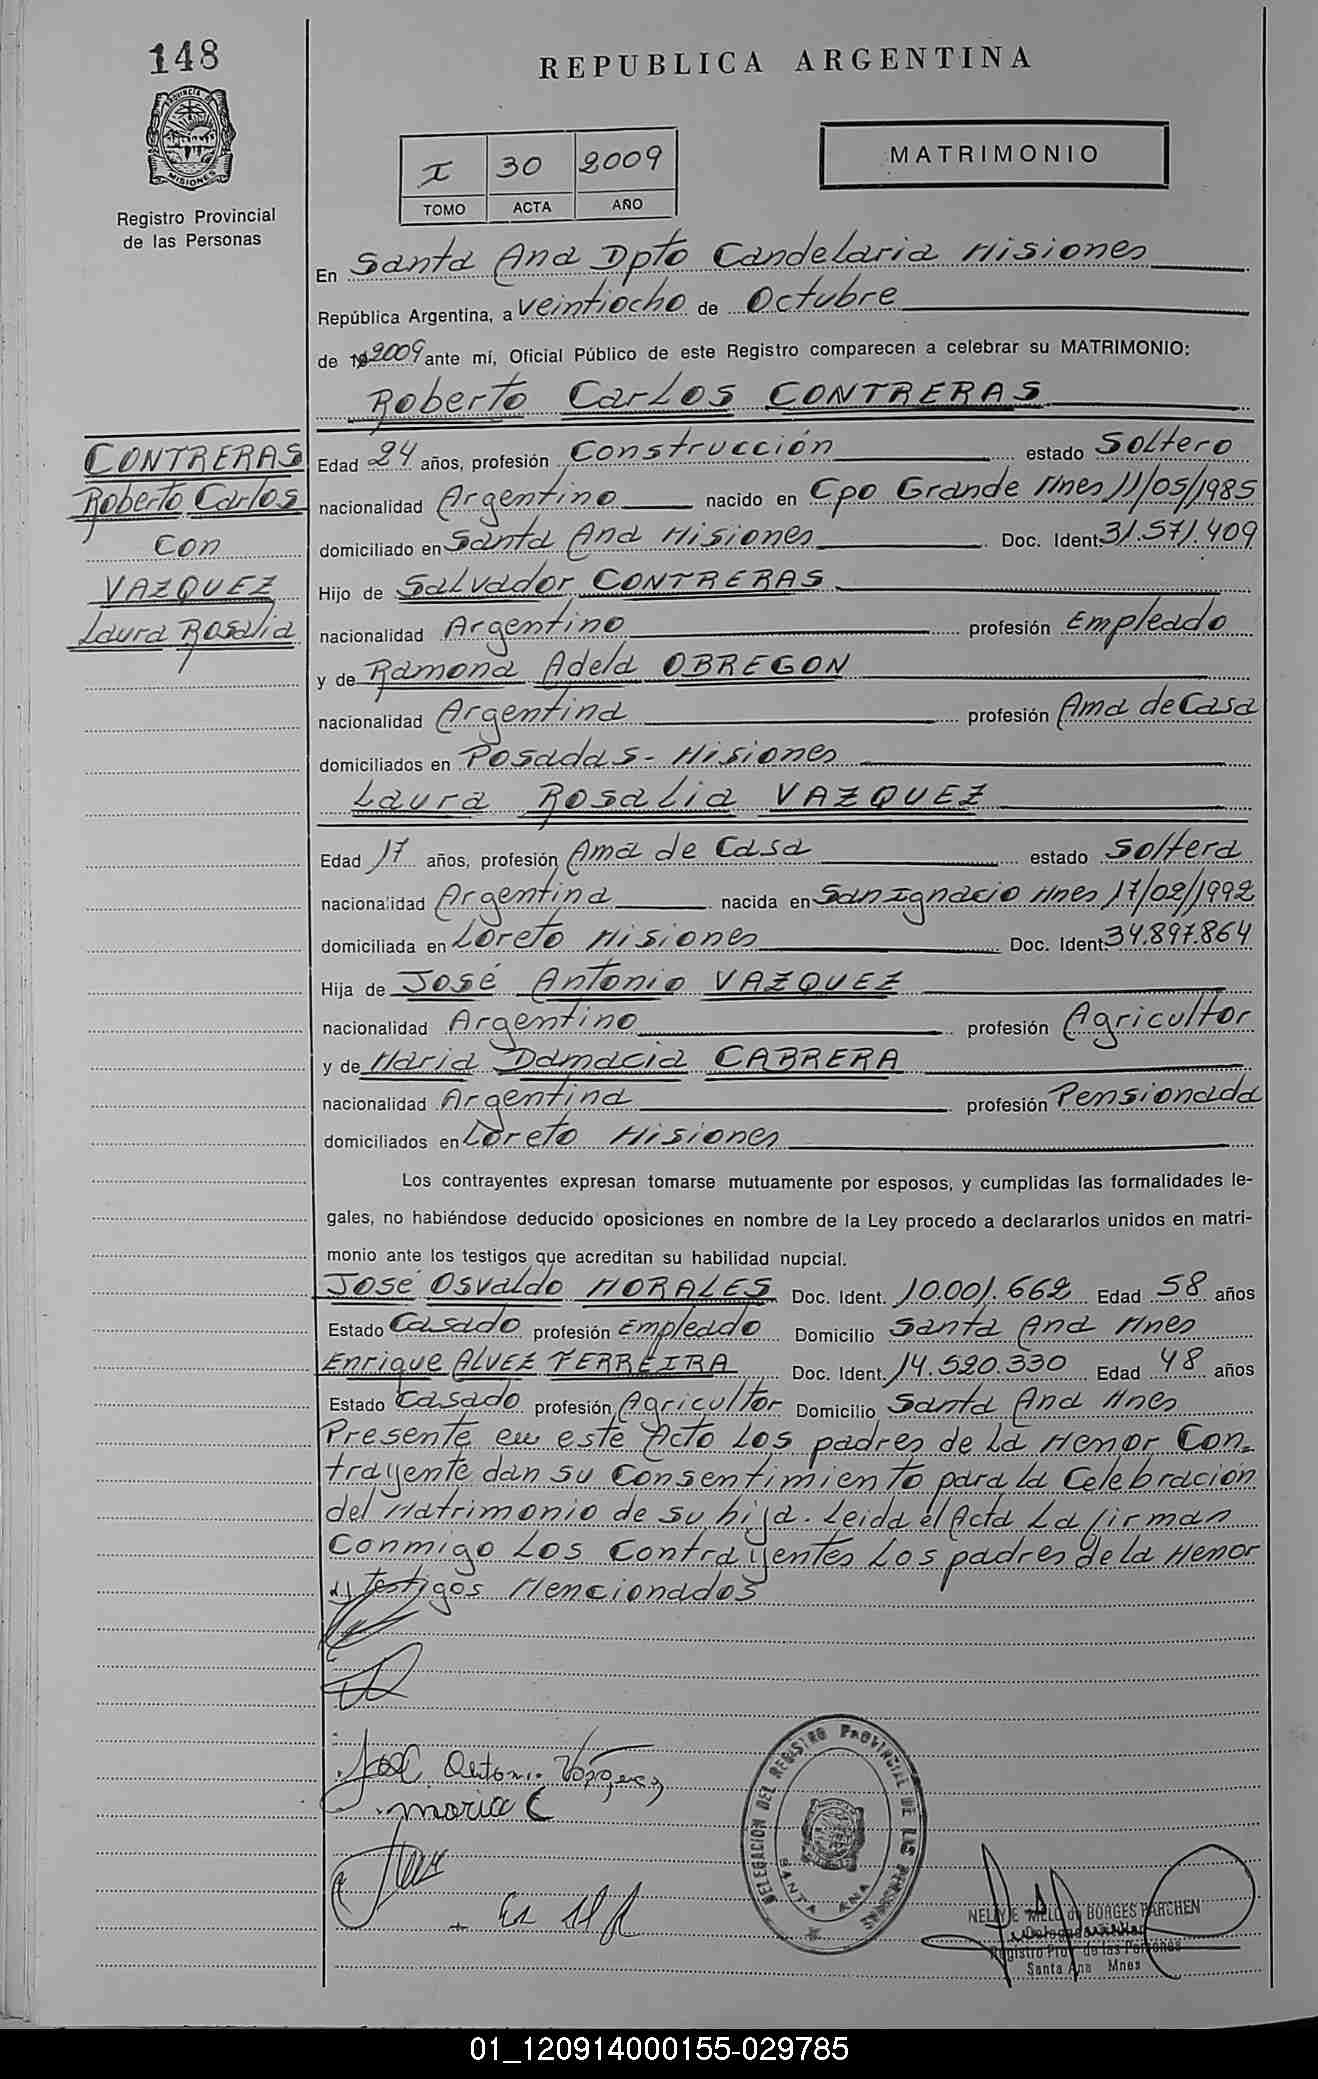 148
REPUBLICA ARGENTINA
MISIONES
Registro Provincial
de las Personas
I 30 2009
TOMO ACTA AÑO
MATRIMONIO
En Santa Ana Dpto Candelaria Misiones
República Argentina, a veintiocho de Octubre
de 2009 ante mí, Oficial Público de este Registro comparecen a celebrar su MATRIMONIO:
Roberto Carlos CONTRERAS
CONTRERAS
Roberto Carlos
Con
VAZQUEZ
Laura Rosalia
Edad 24 años, profesión Construcción estado Soltero
nacionalidad Argentino nacido en Cpo Grande Mnes 11/05/1985
domiciliado en Santa Ana Misiones Doc. Ident. 31.571.409
Hijo de Salvador CONTRERAS
nacionalidad Argentino profesión Empleado
y de Ramona Adela OBREGON
nacionalidad Argentina profesión Ama de Casa
domiciliados en Posadas - Misiones
Laura Rosalia VAZQUEZ
Edad 17 años, profesión Ama de Casa estado Soltera
nacionalidad Argentina nacida en San Ignacio Mnes 17/02/1992
domiciliada en Loreto Misiones Doc. Ident. 34.897.864
Hija de José Antonio VAZQUEZ
nacionalidad Argentino profesión Agricultor
y de Maria Damacia CABRERA
nacionalidad Argentina profesión Pensionada
domiciliados en Loreto Misiones
Los contrayentes expresan tomarse mutuamente por esposos, y cumplidas las formalidades le-
gales, no habiéndose deducido oposiciones en nombre de la Ley procedo a declararlos unidos en matri-
monio ante los testigos que acreditan su habilidad nupcial.
José Osvaldo MORALES Doc. Ident. 10.001.662 Edad 58 años
Estado Casado profesión Empleado Domicilio Santa Ana Mnes
Enrique ALVEZ FERREIRA Doc. Ident. 14.520.330 Edad 48 años
Estado Casado profesión Agricultor Domicilio Santa Ana Mnes
Presente en este Acto Los padres de La Menor Con-
trayente dan su Consentimiento para La Celebración
del Matrimonio de su hija. Leida el Acta La firman
Conmigo Los Contrayentes Los padres de la Menor
y testigos Mencionados
José Antonio Vazquez
maria C
DELEGACION DEL REGISTRO PROVINCIAL DE LAS PERSONAS
SANTA ANA
de BORGES BARCHEN
Registro Prov. de las Personas
Santa Ana Mnes
01_120914000155-029785